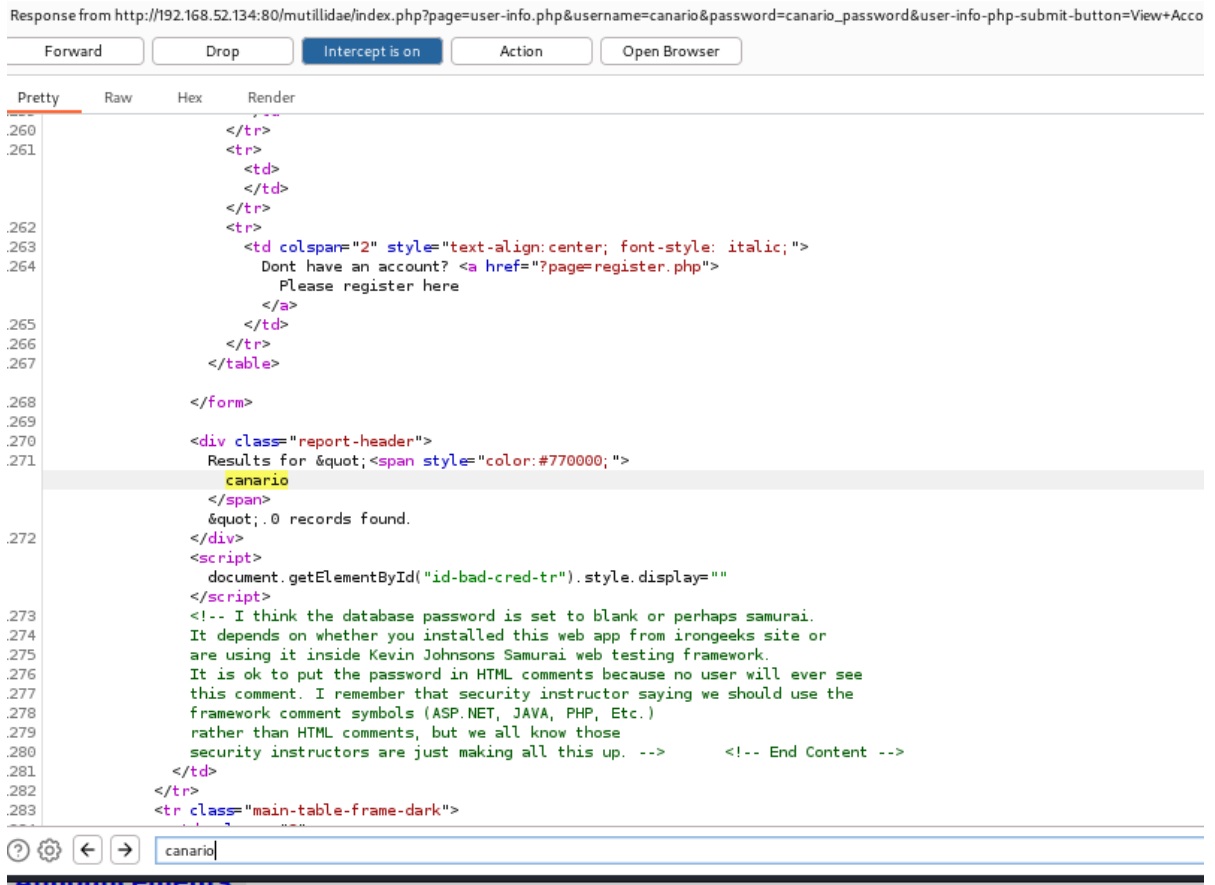 Response from http://192.168.52.134:80/mutillidae/index.php?page=user-info.php&username=canario&password=canario_password&user-info-php-submit-button=View+Acco
Forward Drop Intercept is on Action Open Browser
Pretty Raw Hex Render
.260 </tr>
.261 <tr>
<td>
</td>
</tr>
.262 <tr>
.263 <td colspan="2" style="text-align:center; font-style: italic;">
.264 Dont have an account? <a href="?page=register.php">
Please register here
</a>
.265 </td>
.266 </tr>
.267 </table>
.268 </form>
.269
.270 <div class="report-header">
.271 Results for &quot;<span style="color:#770000;">
canario
</span>
&quot;.0 records found.
.272 </div>
<script>
document.getElementById("id-bad-cred-tr").style.display=""
</script>
.273 <!-- I think the database password is set to blank or perhaps samurai.
.274 It depends on whether you installed this web app from irongeeks site or
.275 are using it inside Kevin Johnsons Samurai web testing framework.
.276 It is ok to put the password in HTML comments because no user will ever see
.277 this comment. I remember that security instructor saying we should use the
.278 framework comment symbols (ASP.NET, JAVA, PHP, Etc.)
.279 rather than HTML comments, but we all know those
.280 security instructors are just making all this up. --> <!-- End Content -->
.281 </td>
.282 </tr>
.283 <tr class="main-table-frame-dark">
canario